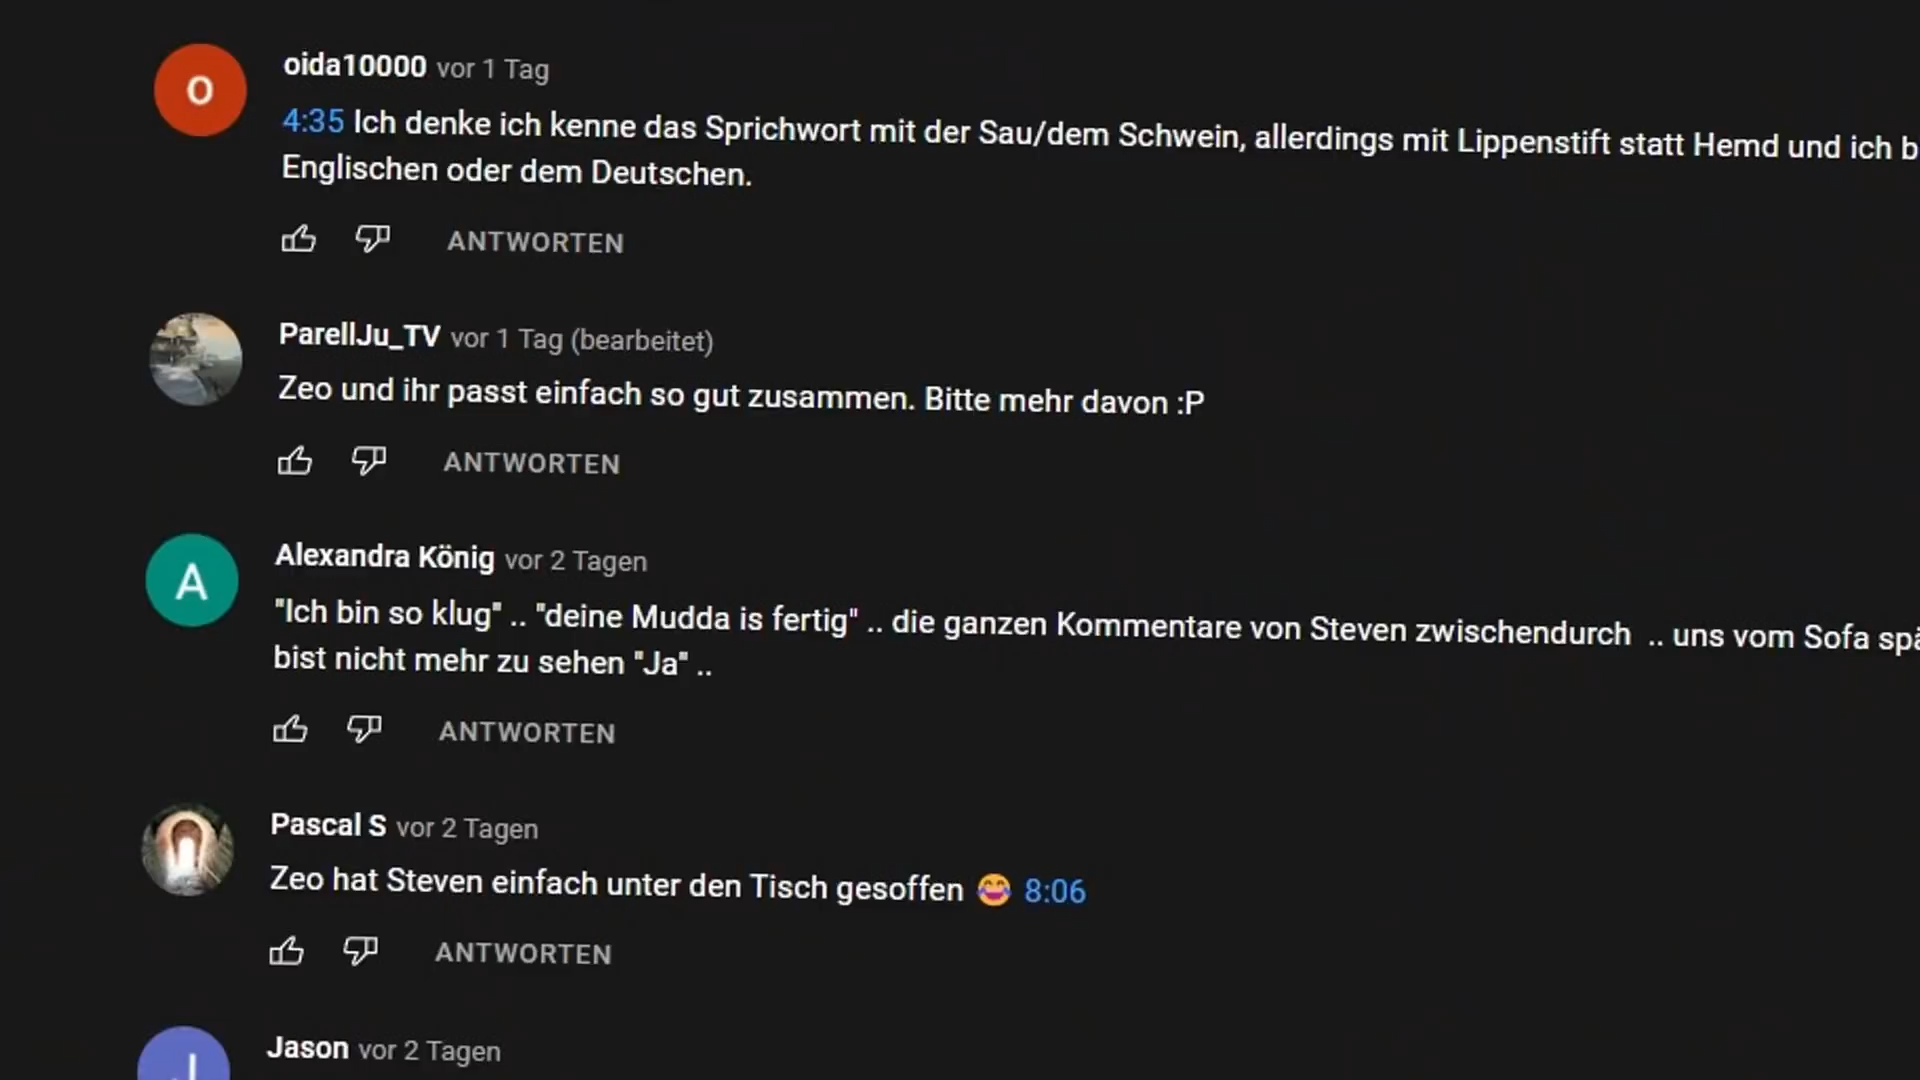 O
oida10000 vor 1 Tag
4:35 Ich denke ich kenne das Sprichwort mit der Sau/dem Schwein, allerdings mit Lippenstift statt Hemd und ich
Englischen oder dem Deutschen.
ANTWORTEN
ParellJu_TV vor 1 Tag (bearbeitet)
Zeo und ihr passt einfach so gut zusammen. Bitte mehr davon :P
ANTWORTEN
A
Alexandra König vor 2 Tagen
"Ich bin so klug" .. "deine Mudda is fertig" .. die ganzen Kommentare von Steven zwischendurch .. uns vom Sofa
bist nicht mehr zu sehen "Ja" ..
ANTWORTEN
Pascal S vor 2 Tagen
Zeo hat Steven einfach unter den Tisch gesoffen 😂 8:06
ANTWORTEN
J
Jason vor 2 Tagen